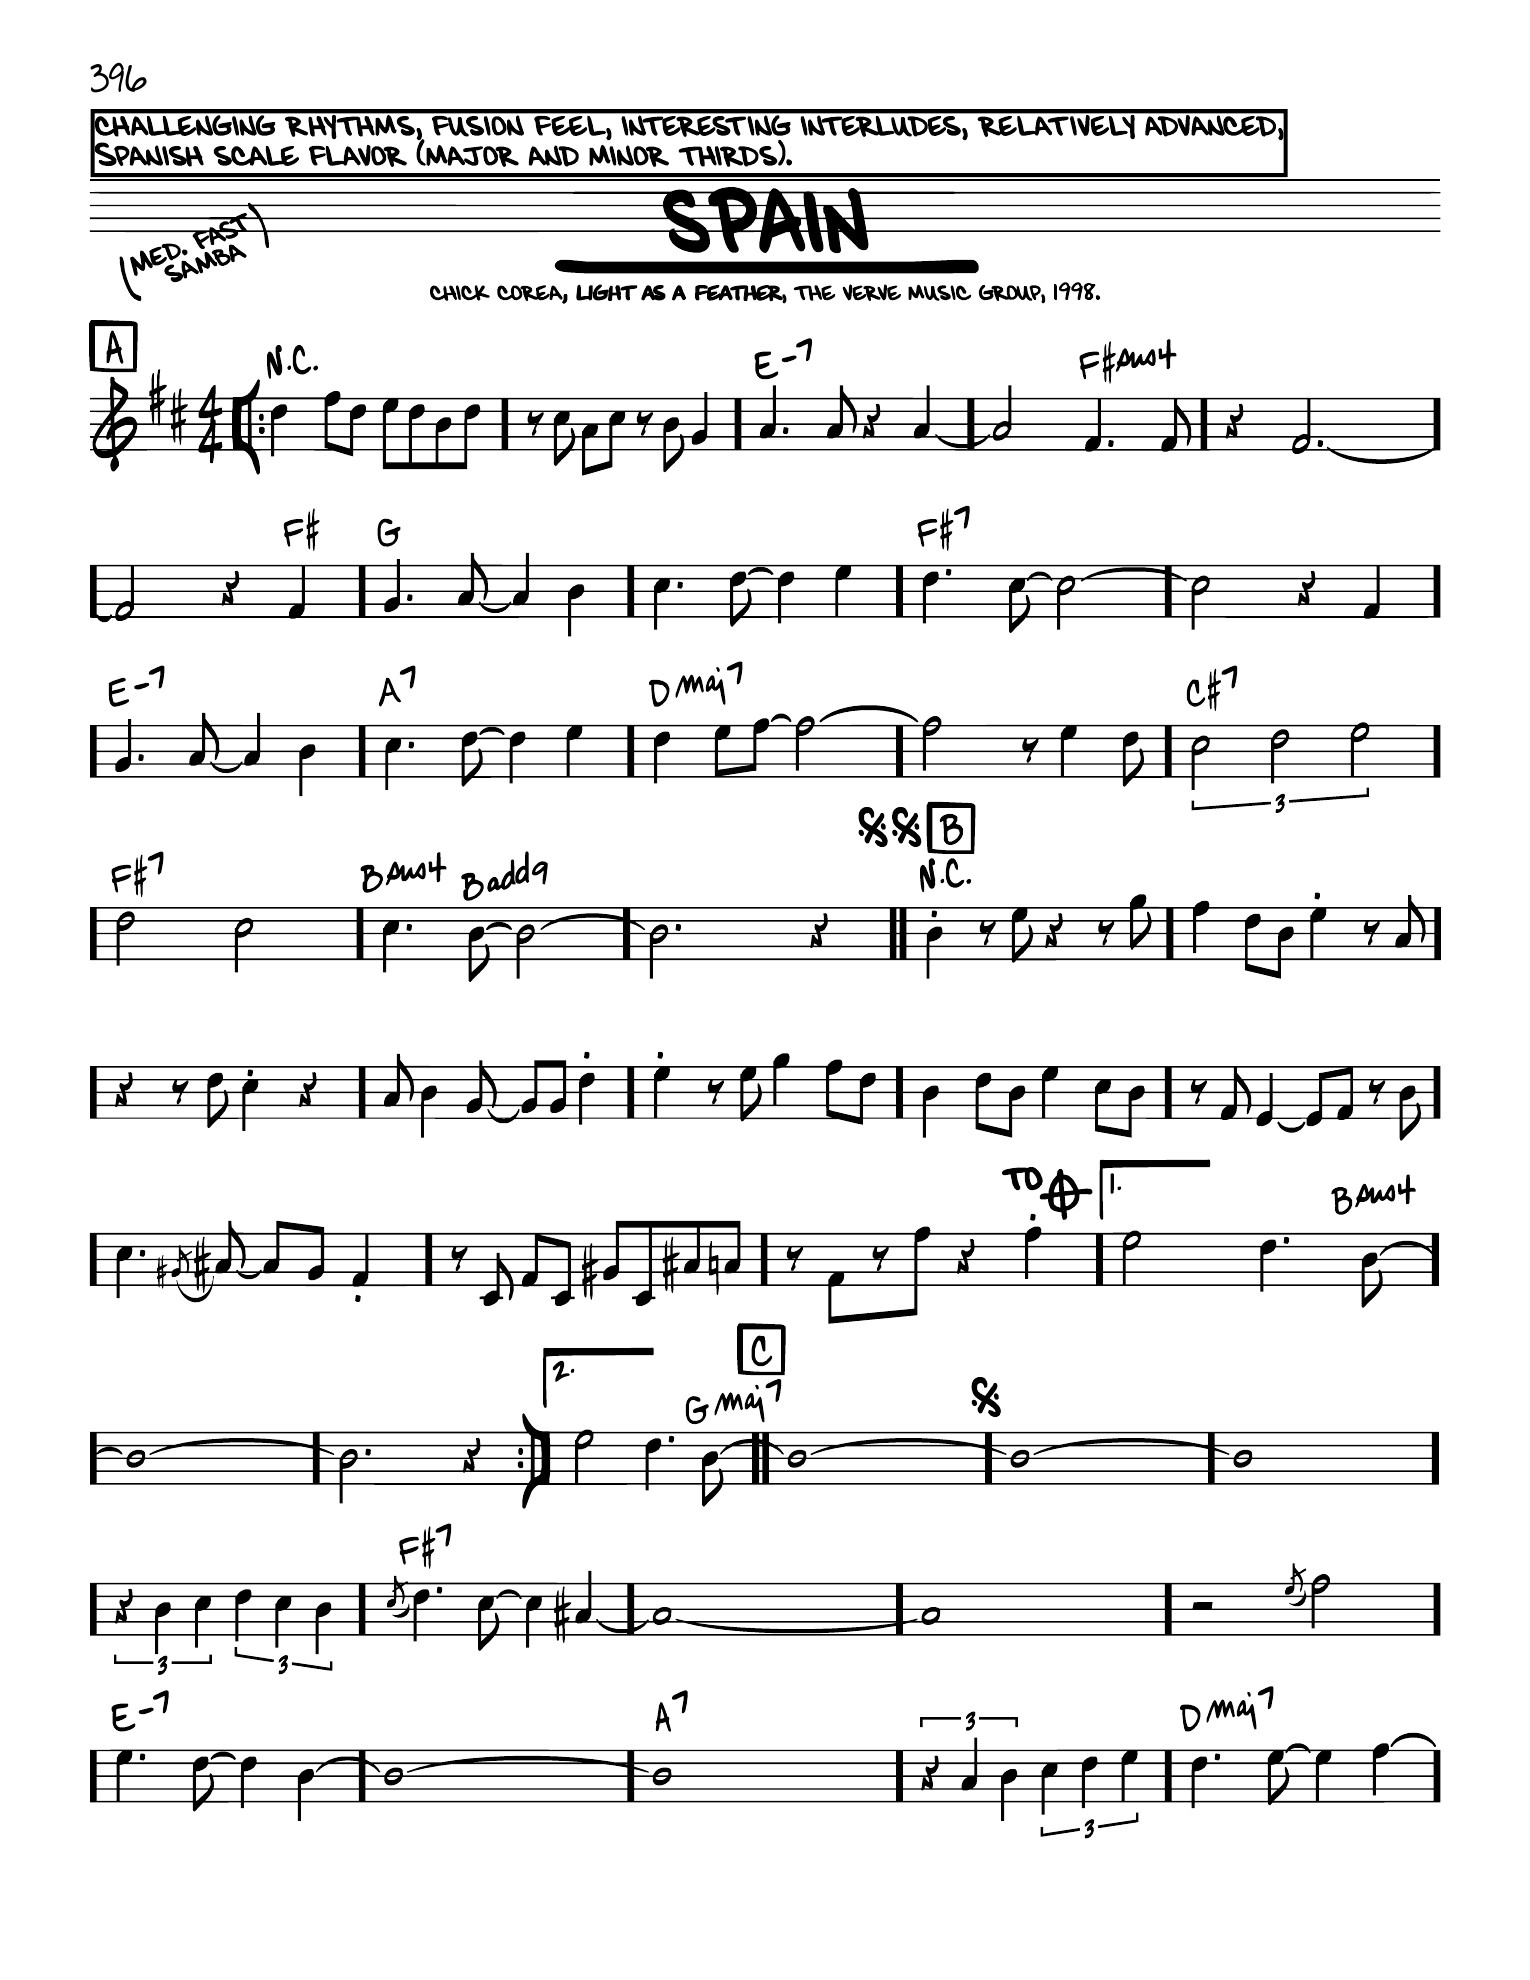 396
CHALLENGING RHYTHMS, FUSION FEEL, INTERESTING INTERLUDES, RELATIVELY ADVANCED,
SPANISH SCALE FLAVOR (MAJOR AND MINOR THIRDS).
SPAIN
(MED. FAST
SAMBA)
CHICK COREA, LIGHT AS A FEATHER, THE VERVE MUSIC GROUP, 1998.
A
N.C. E-7 F#sus4
4
4
F# G F#7
E-7 A7 Dmaj7 C#7
3
B
F#7 Bsus4 Badd9 N.C.
TO
1. Bsus4
C
2. Gmaj7
F#7
3 3
E-7 A7 3 Dmaj7
3